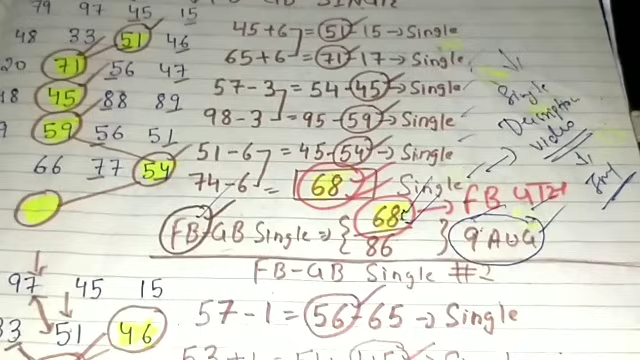 79 97 45 15
48 33 51 46
20 71 56 47
18 45 88 89
59 56 51
66 77 54
45+6 = 51-15 → Single
65+6 = 71-17 → Single
57-3 = 54-45 → Single
98-3 = 95-59 → Single
51-6 = 45-54 → Single
74-6 = 68 Single
Single
video
FB
FB GB Single ⇒ { 68 86 } 9 AUG
FB-GB Single #2
97 45 15
33 51 46
57-1 = 56-65 → Single